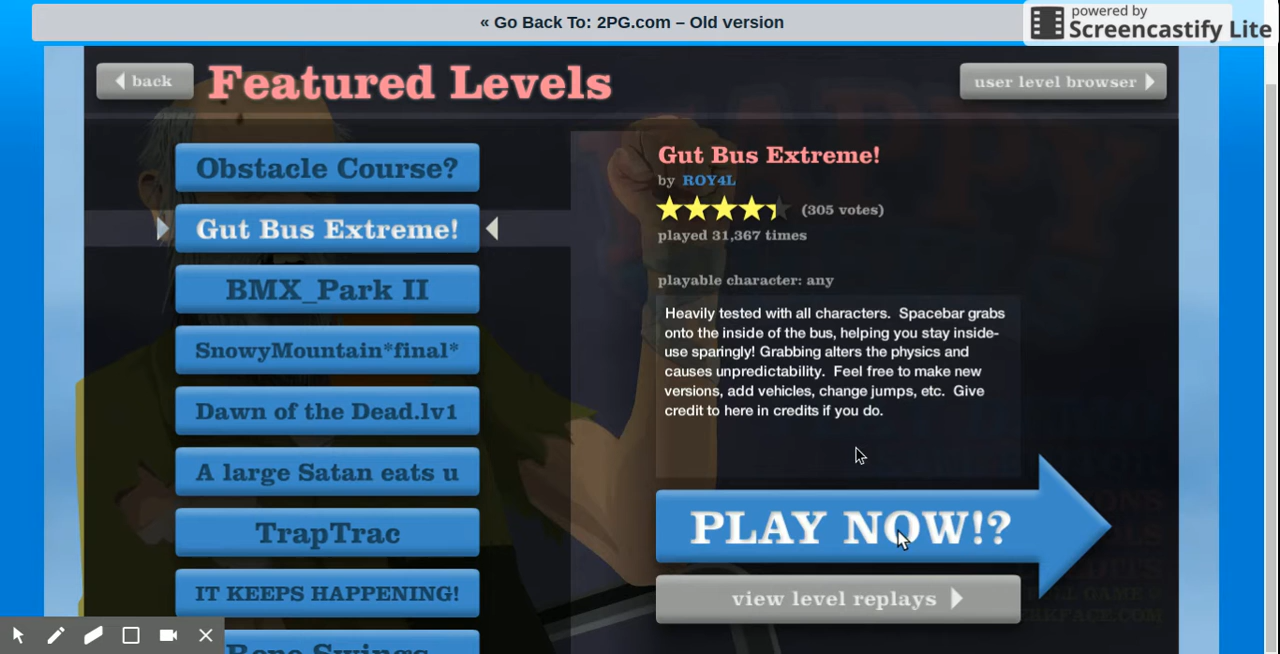 « Go Back To: 2PG.com – Old version
powered by
Screencastify Lite
back
Featured Levels
user level browser
Obstacle Course?
Gut Bus Extreme!
BMX_Park II
SnowyMountain*final*
Dawn of the Dead.lv1
A large Satan eats u
TrapTrac
IT KEEPS HAPPENING!
Rope Swings
Gut Bus Extreme!
by ROY4L
(305 votes)
played 31,367 times
playable character: any
Heavily tested with all characters. Spacebar grabs
onto the inside of the bus, helping you stay inside-
use sparingly! Grabbing alters the physics and
causes unpredictability. Feel free to make new
versions, add vehicles, change jumps, etc. Give
credit to here in credits if you do.
PLAY NOW!?
view level replays